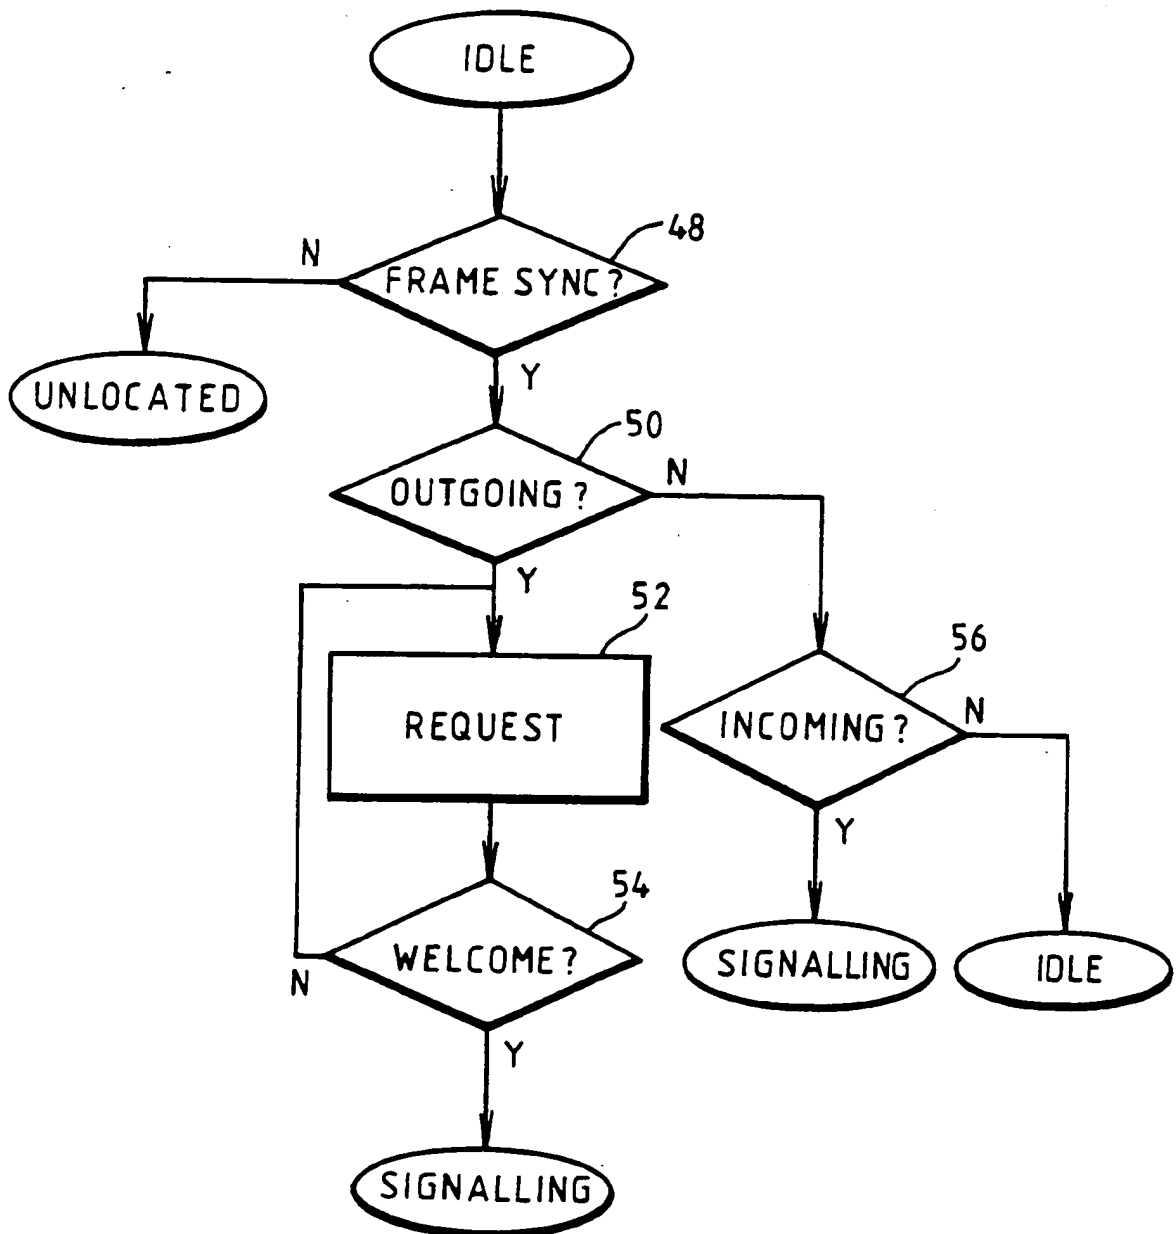 IDLE
48
N
FRAME SYNC?
Y
UNLOCATED
50
N
OUTGOING?
Y
52
56
REQUEST
N
INCOMING?
Y
54
WELCOME?
N
SIGNALLING
IDLE
Y
SIGNALLING